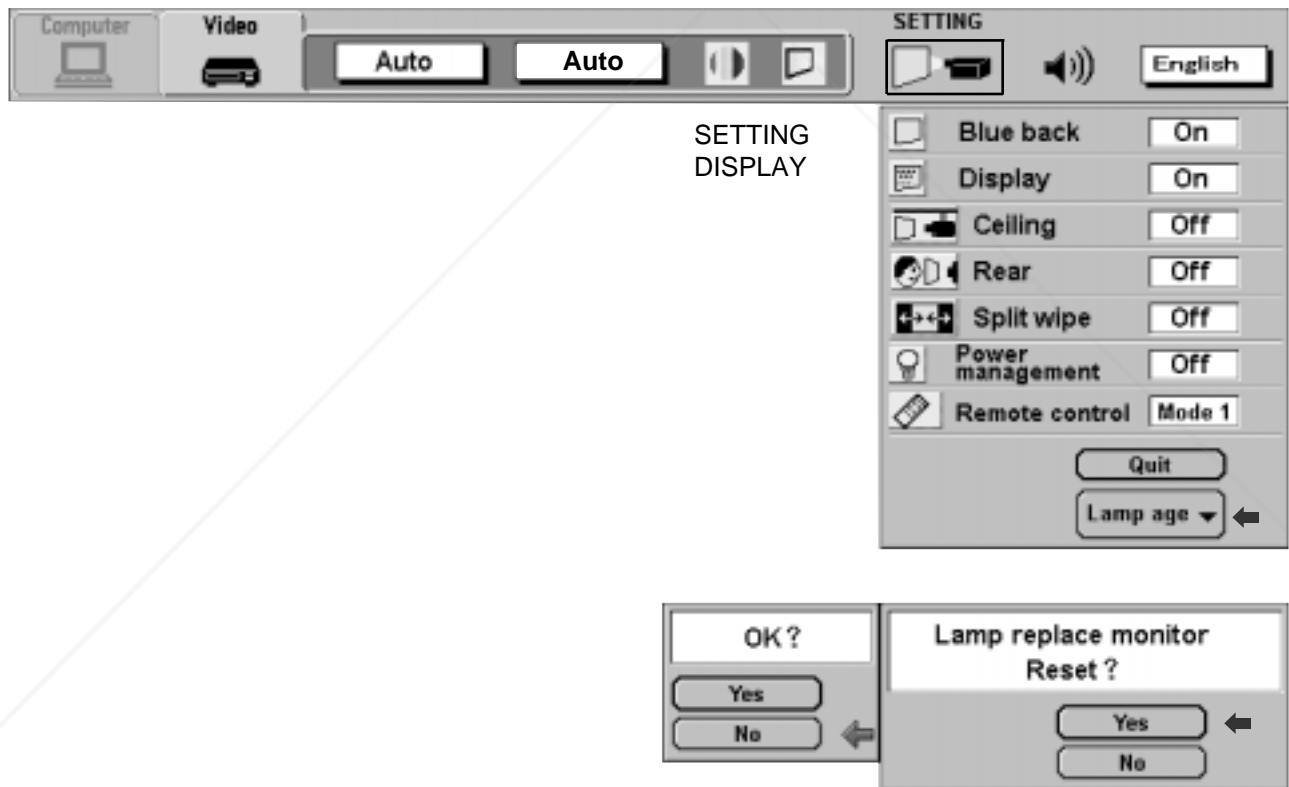 Computer
Video
Auto
Auto
SETTING
English
SETTING
DISPLAY
Blue back On
Display On
Ceiling Off
Rear Off
Split wipe Off
Power
management Off
Remote control Mode 1
Quit
Lamp age
OK?
Yes
No
Lamp replace monitor
Reset?
Yes
No